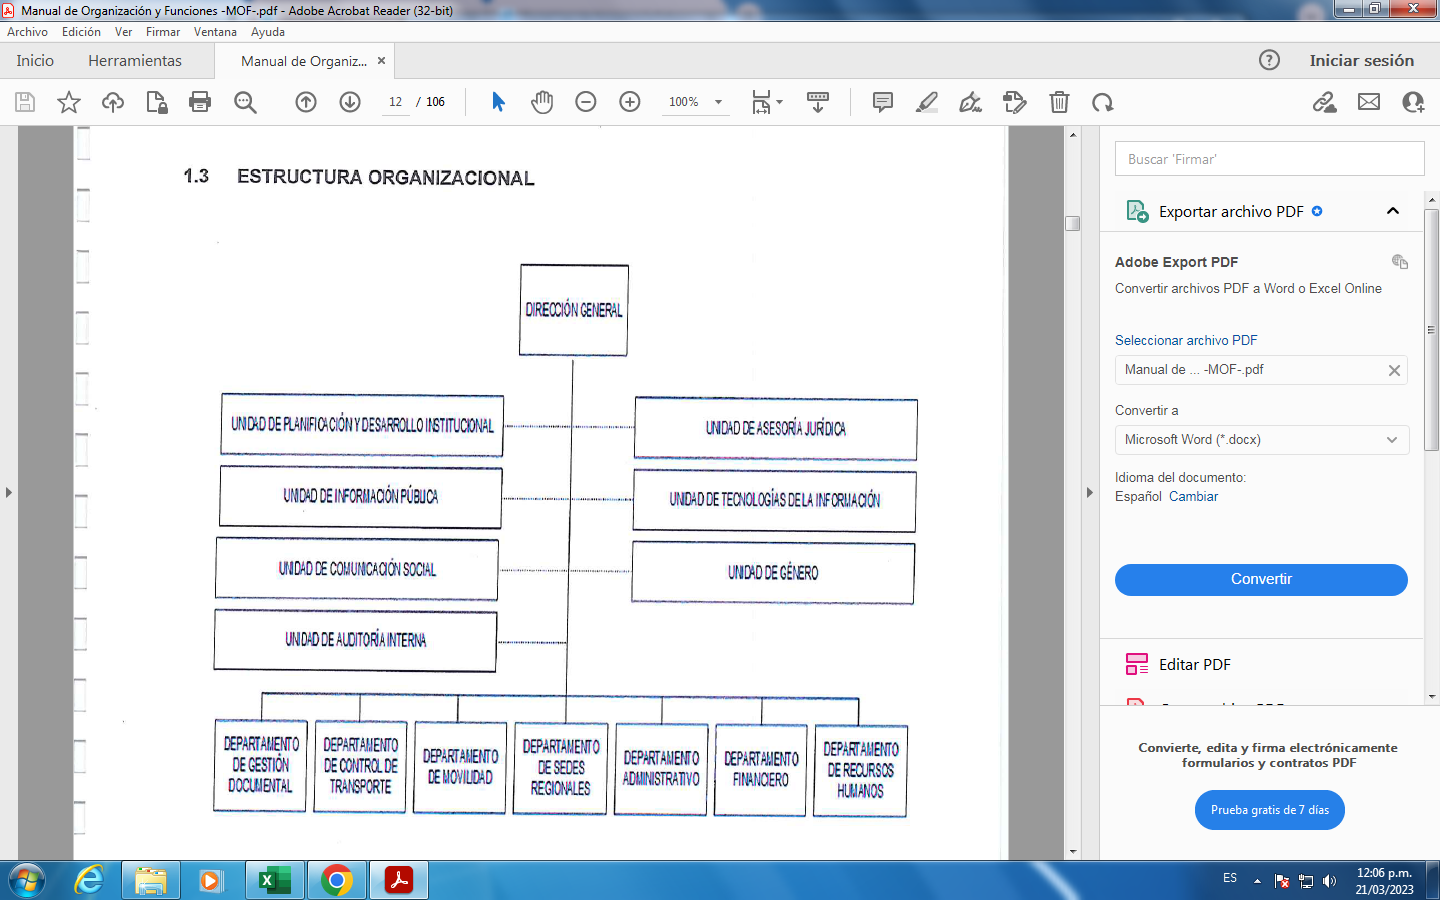 Manual de Organización y Funciones -MOF-.pdf - Adobe Acrobat Reader (32-bit)
Archivo Edición Ver Firmar Ventana Ayuda
Inicio Herramientas Manual de Organiz... Iniciar sesión
12 / 106 100%
1.3 ESTRUCTURA ORGANIZACIONAL
DIRECCIÓN GENERAL
UNIDAD DE PLANIFICACIÓN Y DESARROLLO INSTITUCIONAL
UNIDAD DE ASESORÍA JURÍDICA
UNIDAD DE INFORMACIÓN PÚBLICA
UNIDAD DE TECNOLOGÍAS DE LA INFORMACIÓN
UNIDAD DE COMUNICACIÓN SOCIAL
UNIDAD DE GÉNERO
UNIDAD DE AUDITORÍA INTERNA
DEPARTAMENTO
DE GESTIÓN
DOCUMENTAL
DEPARTAMENTO
DE CONTROL DE
TRANSPORTE
DEPARTAMENTO
DE MOVILIDAD
DEPARTAMENTO
DE SEDES
REGIONALES
DEPARTAMENTO
ADMINISTRATIVO
DEPARTAMENTO
FINANCIERO
DEPARTAMENTO
DE RECURSOS
HUMANOS
Buscar 'Firmar'
Exportar archivo PDF
Adobe Export PDF
Convertir archivos PDF a Word o Excel Online
Seleccionar archivo PDF
Manual de ... -MOF-.pdf
Convertir a
Microsoft Word (*.docx)
Idioma del documento:
Español Cambiar
Convertir
Editar PDF
Convierte, edita y firma electrónicamente
formularios y contratos PDF
Prueba gratis de 7 días
ES
12:06 p.m.
21/03/2023